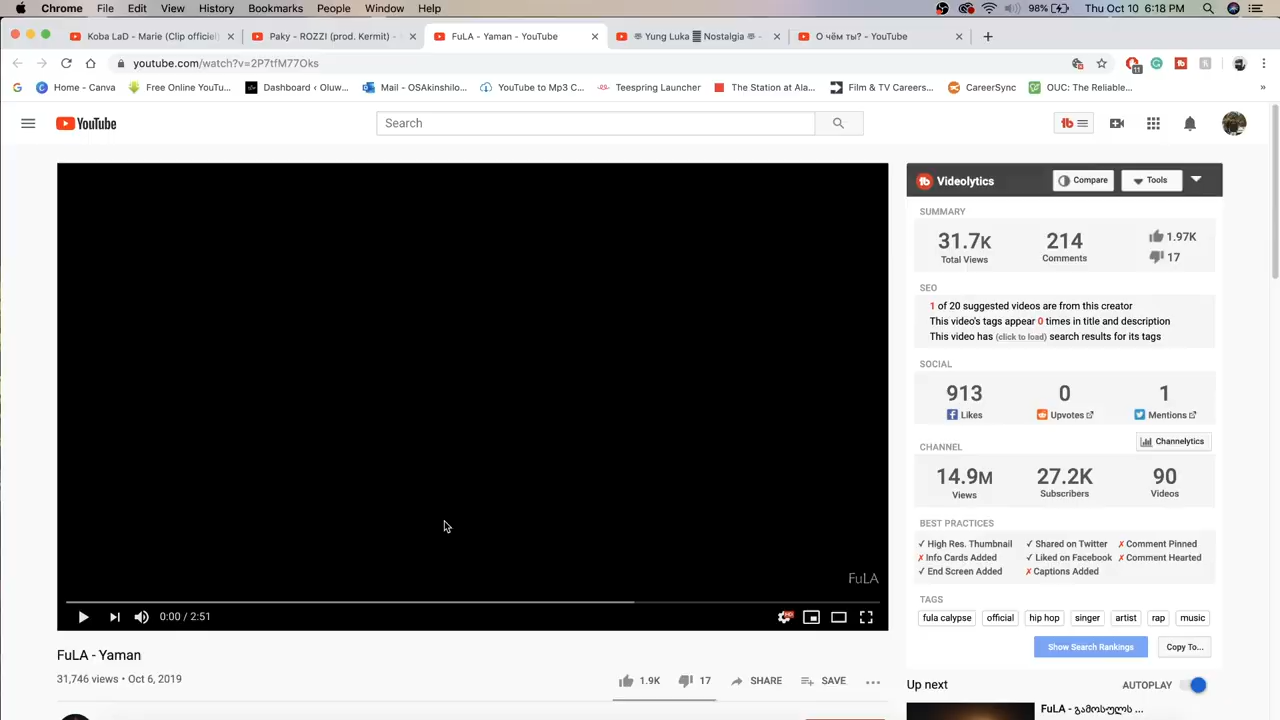 Chrome File Edit View History Bookmarks People Window Help 98% Thu Oct 10 6:18 PM
Koba LaD - Marie (Clip officiel) Paky - ROZZI (prod. Kermit) - FuLA - Yaman - YouTube Yung Luka Nostalgia - О чём ты? - YouTube
youtube.com/watch?v=2P7tfM77Oks 11
Home - Canva Free Online YouTu... Dashboard ‹ Oluw... Mail - OSAkinshilo... YouTube to Mp3 C... Teespring Launcher The Station at Ala... Film & TV Careers... CareerSync OUC: The Reliable... »
YouTube Search
Videolytics Compare Tools
SUMMARY
31.7K 214 1.97K
Total Views Comments 17
SEO
1 of 20 suggested videos are from this creator
This video's tags appear 0 times in title and description
This video has (click to load) search results for its tags
SOCIAL
913 0 1
Likes Upvotes Mentions
CHANNEL Channelytics
14.9M 27.2K 90
Views Subscribers Videos
BEST PRACTICES
✓ High Res. Thumbnail ✓ Shared on Twitter ✗ Comment Pinned
✗ Info Cards Added ✓ Liked on Facebook ✗ Comment Hearted
✓ End Screen Added ✗ Captions Added
FuLA
TAGS
fula calypse official hip hop singer artist rap music
0:00 / 2:51 HD
Show Search Rankings Copy To...
FuLA - Yaman
31,746 views • Oct 6, 2019 1.9K 17 SHARE SAVE
Up next AUTOPLAY
FuLA - გამოსულს ...